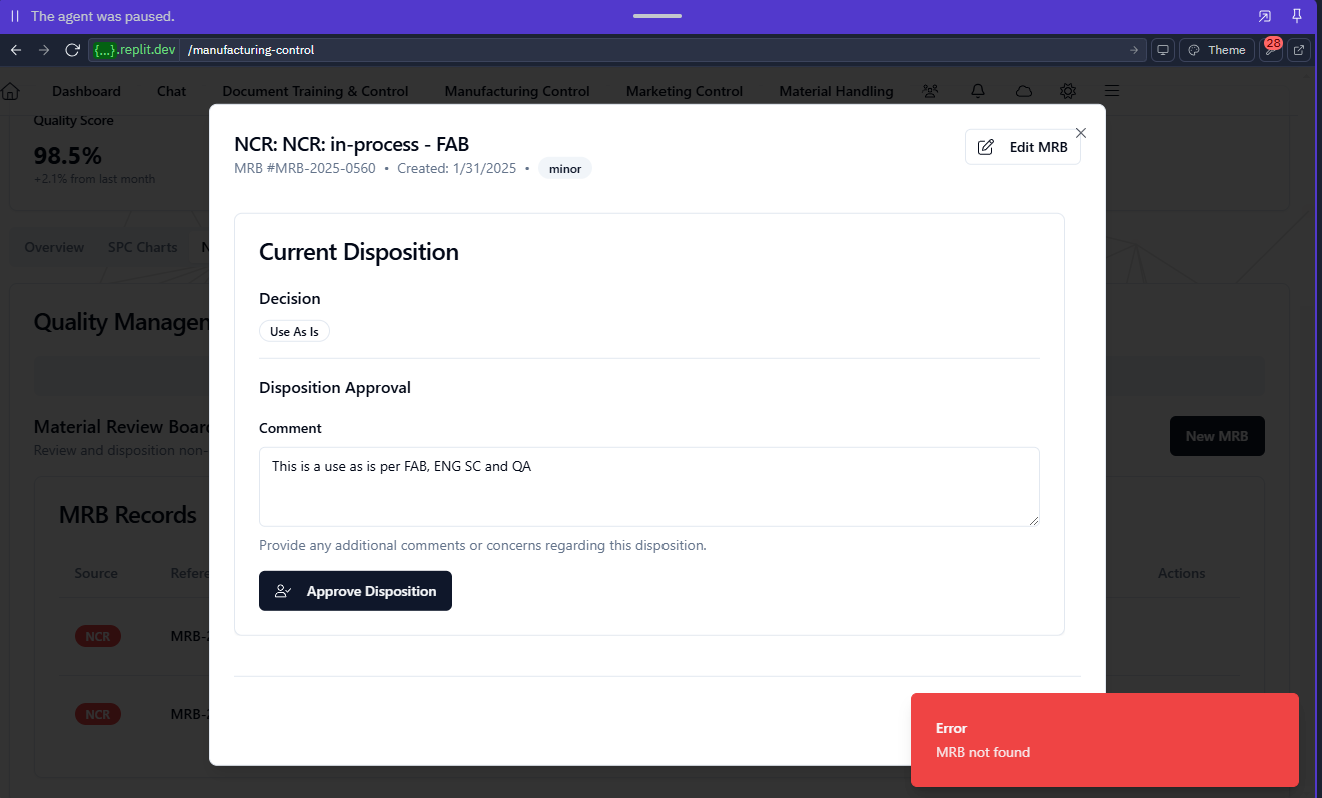 The agent was paused.
{...}.replit.dev /manufacturing-control
Theme
28
Dashboard Chat Document Training & Control Manufacturing Control Marketing Control Material Handling
Quality Score
98.5%
+2.1% from last month
Overview SPC Charts N
Quality Managem
Material Review Board
Review and disposition non-
New MRB
MRB Records
Source Refere Actions
NCR MRB-2
NCR MRB-2
NCR: NCR: in-process - FAB
MRB #MRB-2025-0560 • Created: 1/31/2025 • minor
Edit MRB
Current Disposition
Decision
Use As Is
Disposition Approval
Comment
This is a use as is per FAB, ENG SC and QA
Provide any additional comments or concerns regarding this disposition.
Approve Disposition
Error
MRB not found